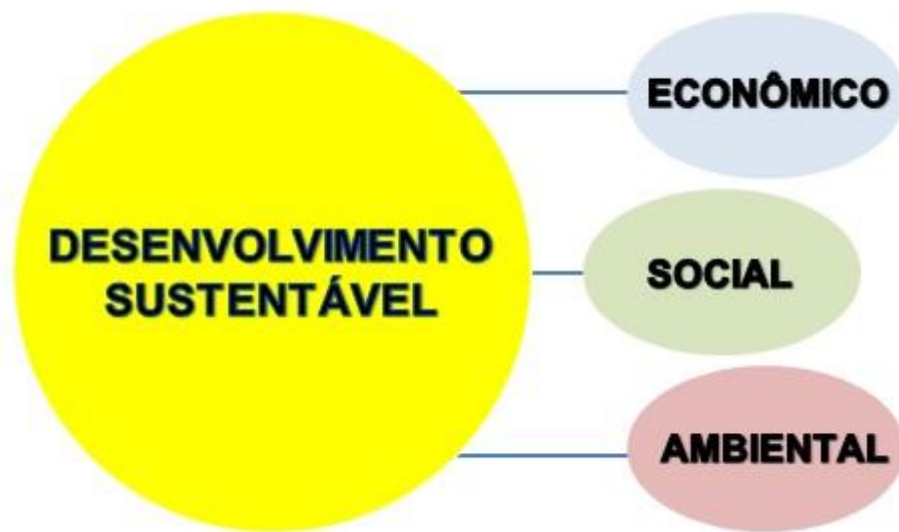 DESENVOLVIMENTO
SUSTENTÁVEL
ECONÔMICO
SOCIAL
AMBIENTAL